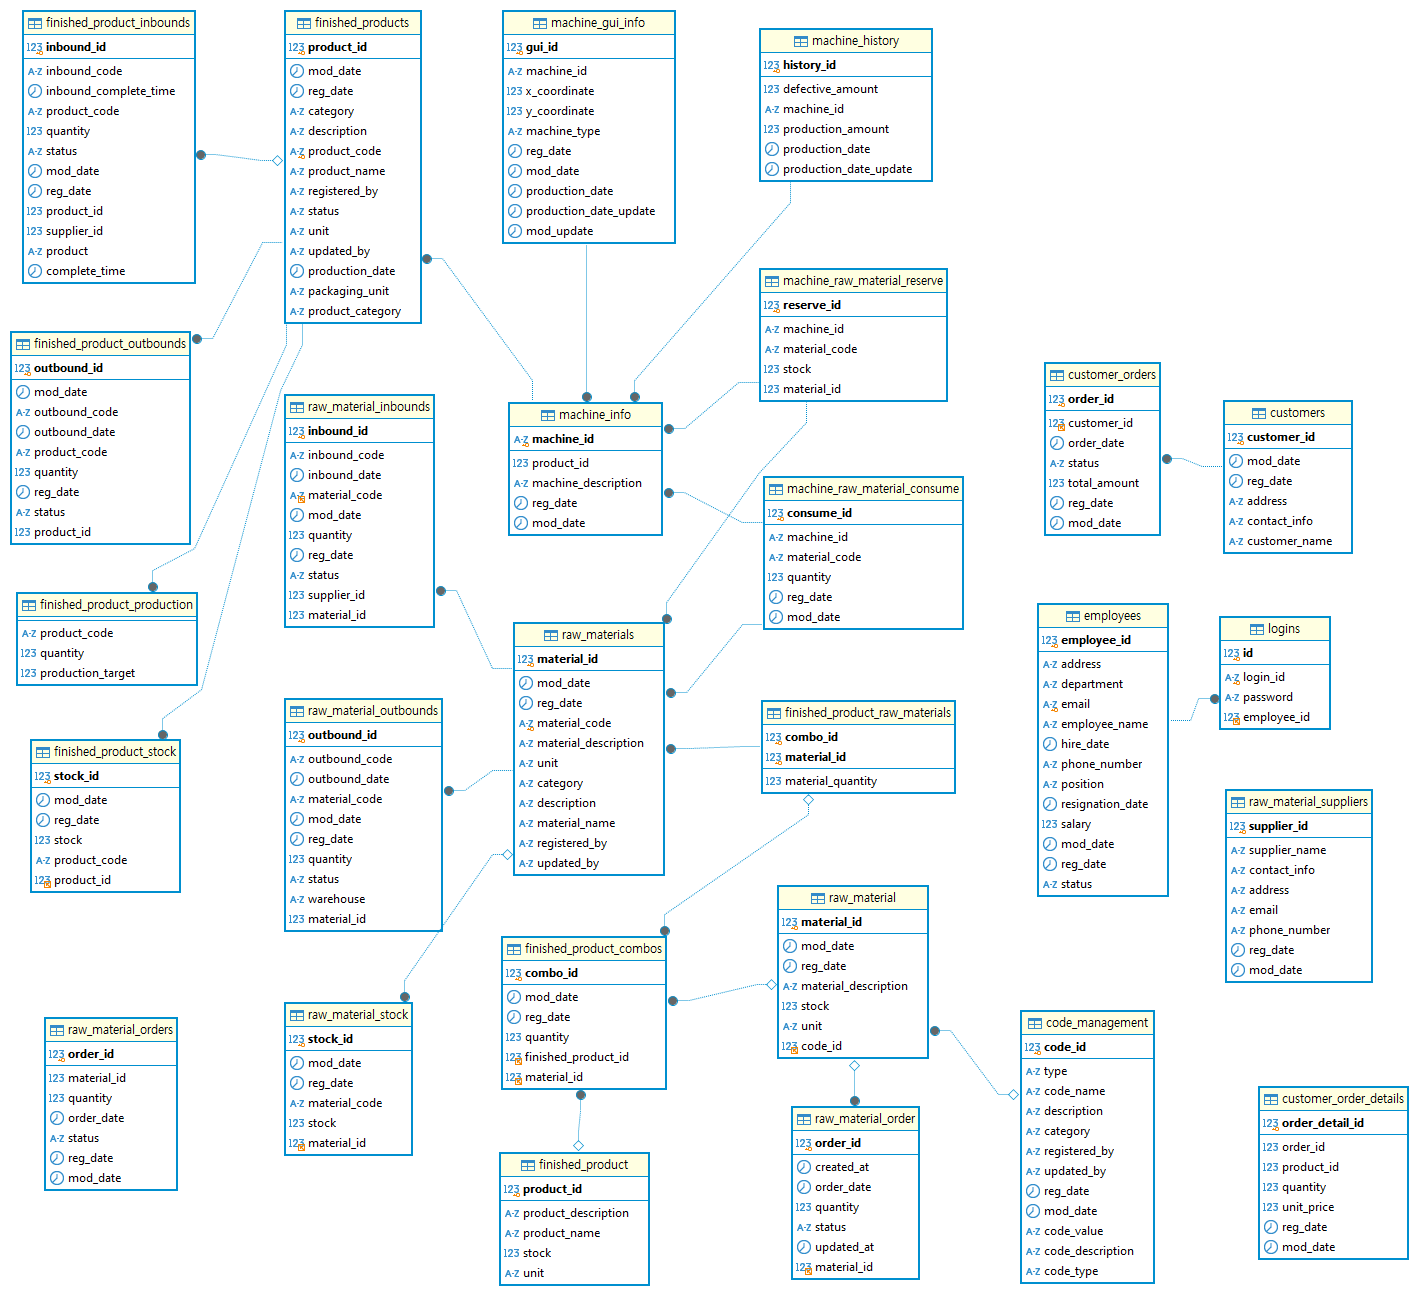 finished_product_inbounds
123 inbound_id
A-Z inbound_code
inbound_complete_time
A-Z product_code
123 quantity
A-Z status
mod_date
reg_date
123 product_id
123 supplier_id
A-Z product
complete_time
finished_products
123 product_id
mod_date
reg_date
A-Z category
A-Z description
A-Z product_code
A-Z product_name
A-Z registered_by
A-Z status
A-Z unit
A-Z updated_by
production_date
A-Z packaging_unit
A-Z product_category
machine_gui_info
123 gui_id
A-Z machine_id
123 x_coordinate
123 y_coordinate
A-Z machine_type
reg_date
mod_date
production_date
production_date_update
mod_update
machine_history
123 history_id
123 defective_amount
A-Z machine_id
123 production_amount
production_date
production_date_update
machine_raw_material_reserve
123 reserve_id
A-Z machine_id
A-Z material_code
123 stock
123 material_id
finished_product_outbounds
123 outbound_id
mod_date
A-Z outbound_code
outbound_date
A-Z product_code
123 quantity
reg_date
A-Z status
123 product_id
raw_material_inbounds
123 inbound_id
A-Z inbound_code
inbound_date
A-Z material_code
mod_date
123 quantity
reg_date
A-Z status
123 supplier_id
123 material_id
machine_info
A-Z machine_id
123 product_id
A-Z machine_description
reg_date
mod_date
machine_raw_material_consume
123 consume_id
A-Z machine_id
A-Z material_code
123 quantity
reg_date
mod_date
customer_orders
123 order_id
123 customer_id
order_date
A-Z status
123 total_amount
reg_date
mod_date
customers
123 customer_id
mod_date
reg_date
A-Z address
A-Z contact_info
A-Z customer_name
finished_product_production
A-Z product_code
123 quantity
123 production_target
raw_materials
123 material_id
mod_date
reg_date
A-Z material_code
A-Z material_description
A-Z unit
A-Z category
A-Z description
A-Z material_name
A-Z registered_by
A-Z updated_by
employees
123 employee_id
A-Z address
A-Z department
A-Z email
A-Z employee_name
hire_date
A-Z phone_number
A-Z position
resignation_date
123 salary
mod_date
reg_date
A-Z status
logins
123 id
A-Z login_id
A-Z password
123 employee_id
finished_product_stock
123 stock_id
mod_date
reg_date
123 stock
A-Z product_code
123 product_id
raw_material_outbounds
123 outbound_id
A-Z outbound_code
outbound_date
A-Z material_code
mod_date
reg_date
123 quantity
A-Z status
A-Z warehouse
123 material_id
finished_product_raw_materials
123 combo_id
123 material_id
123 material_quantity
raw_material_suppliers
123 supplier_id
A-Z supplier_name
A-Z contact_info
A-Z address
A-Z email
A-Z phone_number
reg_date
mod_date
finished_product_combos
123 combo_id
mod_date
reg_date
123 quantity
123 finished_product_id
123 material_id
raw_material
123 material_id
mod_date
reg_date
A-Z material_description
123 stock
A-Z unit
123 code_id
raw_material_orders
123 order_id
123 material_id
123 quantity
order_date
A-Z status
reg_date
mod_date
raw_material_stock
123 stock_id
mod_date
reg_date
A-Z material_code
123 stock
123 material_id
code_management
123 code_id
A-Z type
A-Z code_name
A-Z description
A-Z category
A-Z registered_by
A-Z updated_by
reg_date
mod_date
A-Z code_value
A-Z code_description
A-Z code_type
finished_product
123 product_id
A-Z product_description
A-Z product_name
123 stock
A-Z unit
raw_material_order
123 order_id
created_at
order_date
123 quantity
A-Z status
updated_at
123 material_id
customer_order_details
123 order_detail_id
123 order_id
123 product_id
123 quantity
123 unit_price
reg_date
mod_date